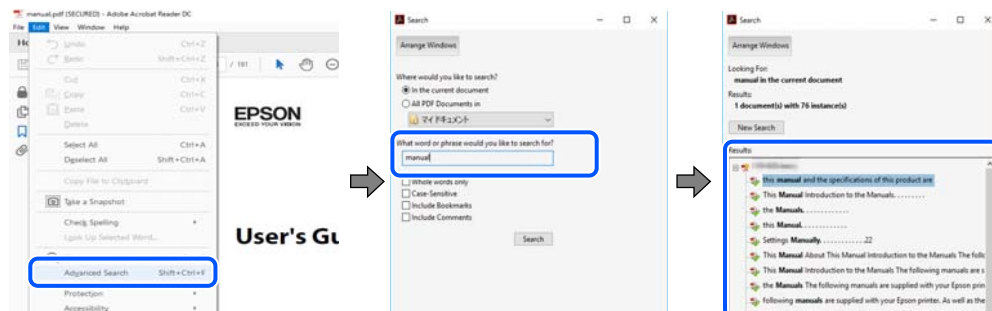 manual.pdf (SECURED) - Adobe Acrobat Reader DC
File Edit View Window Help
Undo Ctrl+Z
Redo Shift+Ctrl+Z
Cut Ctrl+X
Copy Ctrl+C
Paste Ctrl+V
Delete
Select All Ctrl+A
Deselect All Shift+Ctrl+A
Copy File to Clipboard
Take a Snapshot
Check Spelling
Look Up Selected Word...
Advanced Search Shift+Ctrl+F
Protection
Accessibility
/ 181
EPSON
EXCEED YOUR VISION
User's Gu
Search
Arrange Windows
Where would you like to search?
In the current document
All PDF Documents in
マイ ドキュメント
What word or phrase would you like to search for?
manual
Whole words only
Case-Sensitive
Include Bookmarks
Include Comments
Search
Search
Arrange Windows
Looking For:
manual in the current document
Results:
1 document(s) with 76 instance(s)
New Search
Results:
this manual and the specifications of this product are
This Manual Introduction to the Manuals. . . . . . . . .
the Manuals. . . . . . . . . . . . .
this Manual. . . . . . . . . . . . .
Settings Manually. . . . . . . . . . . . .22
This Manual About This Manual Introduction to the Manuals The follo
This Manual Introduction to the Manuals The following manuals are s
the Manuals The following manuals are supplied with your Epson prin
following manuals are supplied with your Epson printer. As well as the